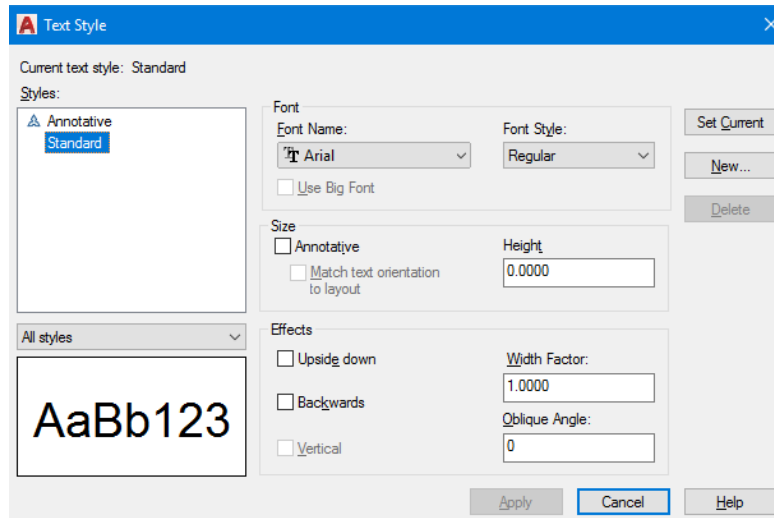 Text Style
Current text style: Standard
Styles:
Annotative
Standard
All styles
AaBb123
Font
Font Name:
Arial
Font Style:
Regular
Use Big Font
Size
Annotative
Match text orientation
to layout
Height
0.0000
Effects
Upside down
Backwards
Vertical
Width Factor:
1.0000
Oblique Angle:
0
Set Current
New...
Delete
Apply
Cancel
Help